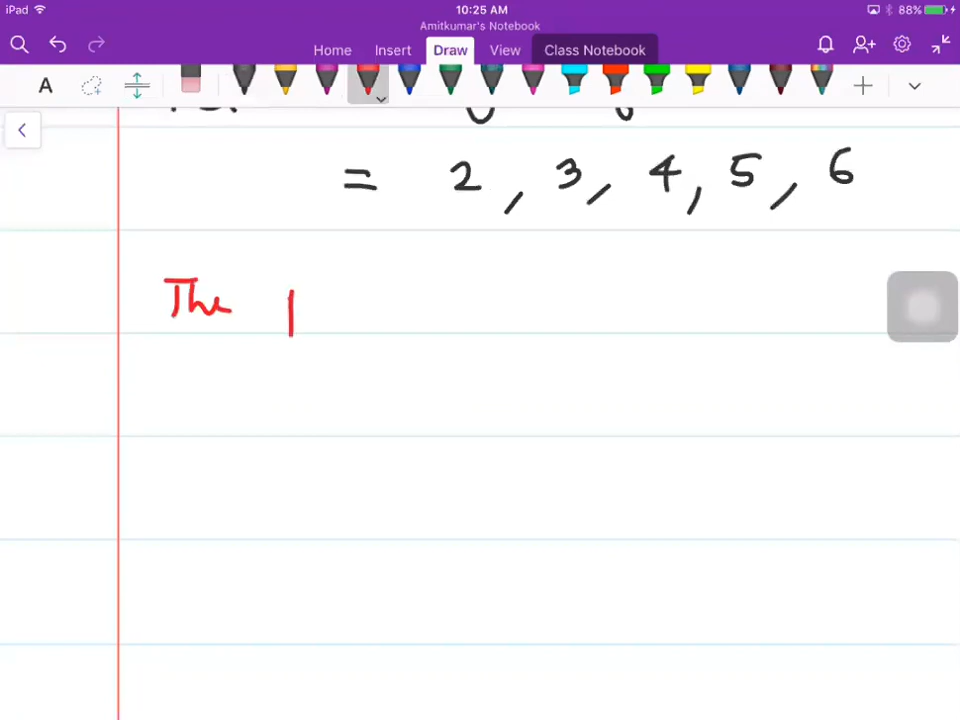 iPad 10:25 AM 88%
Amitkumar's Notebook
Home Insert Draw View Class Notebook
A
= 2, 3, 4, 5, 6
The